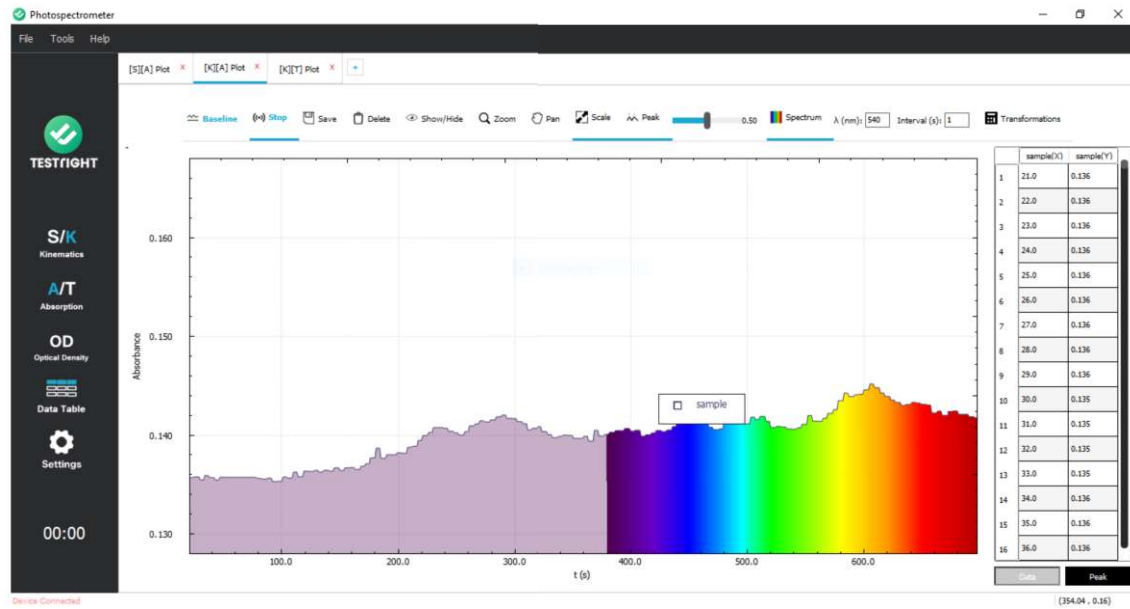 Photospectrometer
File Tools Help
[S][A] Plot x [K][A] Plot x [K][T] Plot x +
Baseline Stop Save Delete Show/Hide Zoom Pan Scale Peak 0.50 Spectrum λ (nm): 540 Interval (s): 1 Transformations
TESTRIGHT
S/K
Kinematics
A/T
Absorption
OD
Optical Density
Data Table
Settings
00:00
Absorbance
0.160
0.150
0.140
0.130
sample
100.0 200.0 300.0 400.0 500.0 600.0
t (s)
sample(X) sample(Y)
1 21.0 0.136
2 22.0 0.136
3 23.0 0.136
4 24.0 0.136
5 25.0 0.136
6 26.0 0.136
7 27.0 0.136
8 28.0 0.136
9 29.0 0.136
10 30.0 0.135
11 31.0 0.135
12 32.0 0.135
13 33.0 0.135
14 34.0 0.136
15 35.0 0.136
16 36.0 0.136
Data Peak
Device Connected
(354.04 , 0.16)